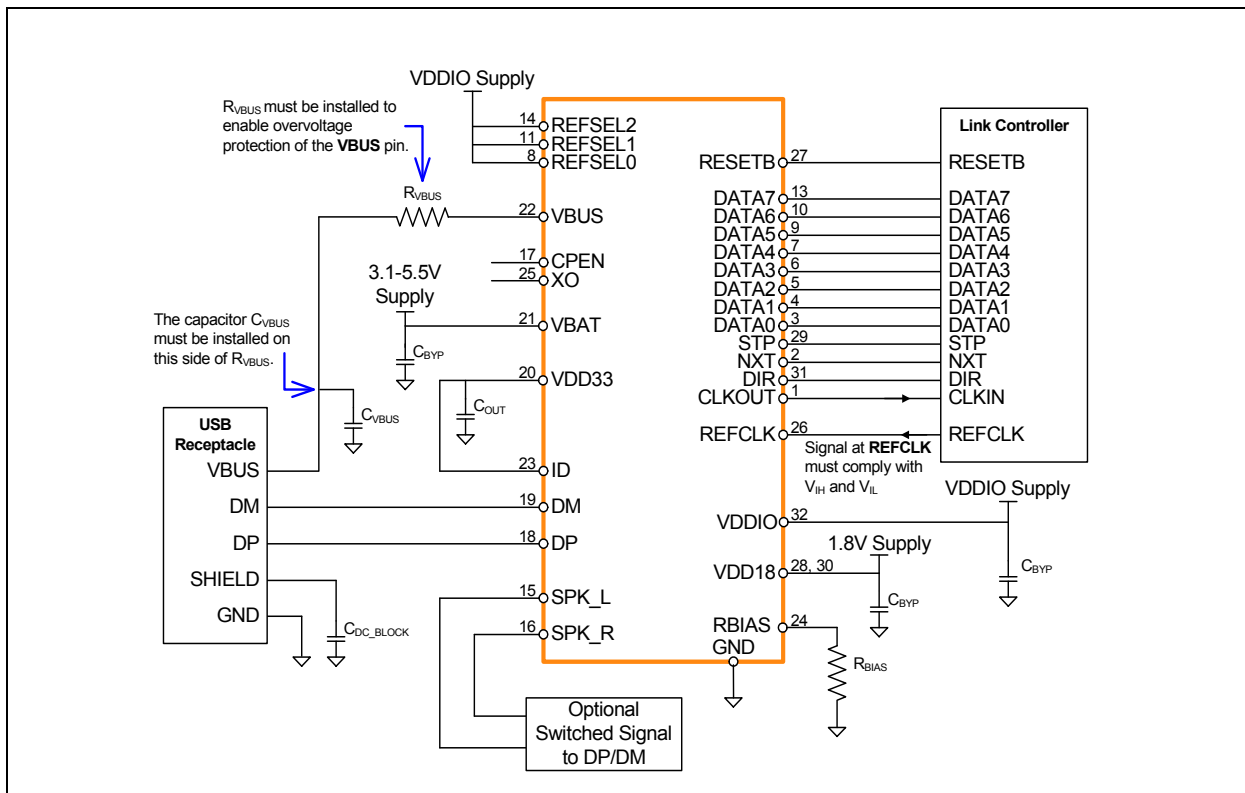 VDDIO Supply
R_VBUS must be installed to
enable overvoltage
protection of the VBUS pin.
R_VBUS
14
REFSEL2
11
REFSEL1
8
REFSEL0
22
VBUS
17
CPEN
25
XO
3.1-5.5V
Supply
21
VBAT
C_BYP
The capacitor C_VBUS
must be installed on
this side of R_VBUS.
20
VDD33
C_OUT
C_VBUS
23
ID
19
DM
18
DP
15
SPK_L
16
SPK_R
USB
Receptacle
VBUS
DM
DP
SHIELD
GND
C_DC_BLOCK
Optional
Switched Signal
to DP/DM
RESETB
27
DATA7
13
DATA6
10
DATA5
9
DATA4
7
DATA3
6
DATA2
5
DATA1
4
DATA0
3
STP
29
NXT
2
DIR
31
CLKOUT
1
REFCLK
26
Signal at REFCLK
must comply with
V_IH and V_IL
Link Controller
RESETB
DATA7
DATA6
DATA5
DATA4
DATA3
DATA2
DATA1
DATA0
STP
NXT
DIR
CLKIN
REFCLK
VDDIO Supply
VDDIO
32
C_BYP
1.8V Supply
VDD18
28, 30
C_BYP
RBIAS
24
R_BIAS
GND